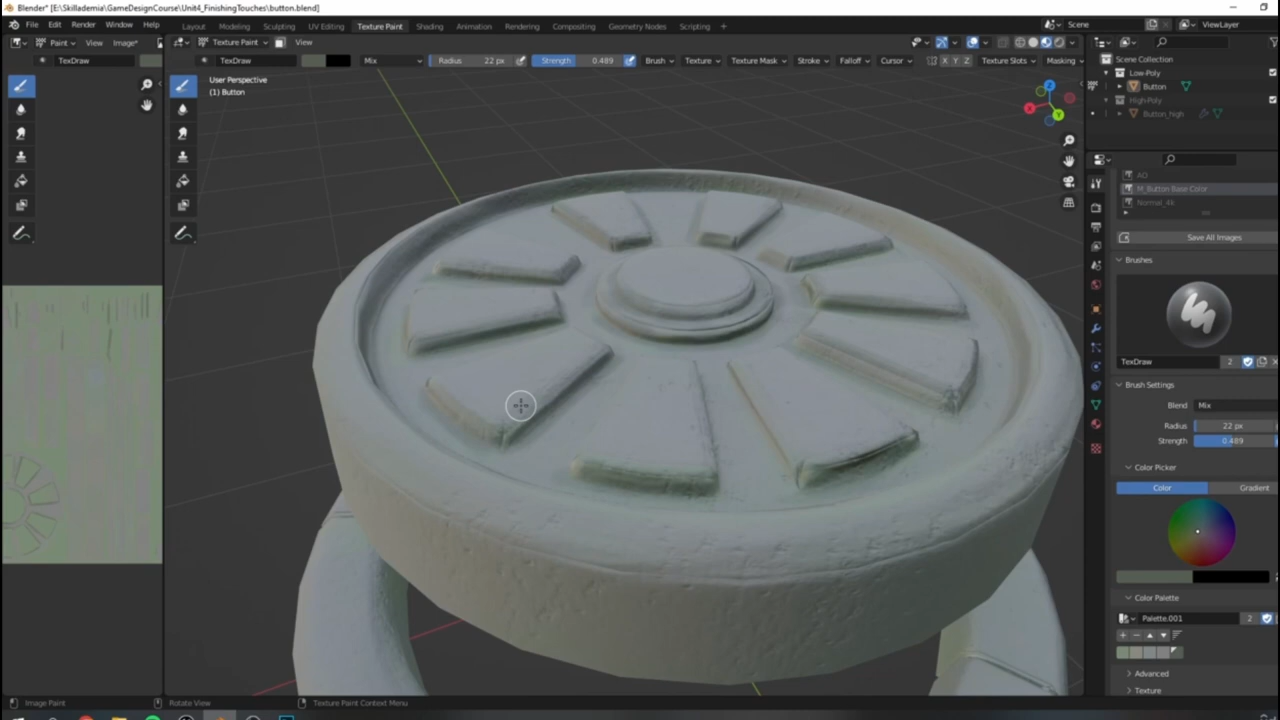 Blender* [E:\Skillademia\GameDesignCourse\Unit4_FinishingTouches\button.blend]
File Edit Render Window Help Layout Modeling Sculpting UV Editing Texture Paint Shading Animation Rendering Compositing Geometry Nodes Scripting + Scene ViewLayer
Paint View Image* Texture Paint View
TexDraw TexDraw Mix Radius 22 px Strength 0.489 Brush Texture Texture Mask Stroke Falloff Cursor X Y Z Texture Slots Masking
User Perspective
(1) Button
X Y Z
Scene Collection
Low-Poly
Button
High-Poly
Button_high
AO
M_Button Base Color
Normal_4k
Save All Images
Brushes
TexDraw 2
Brush Settings
Blend Mix
Radius 22 px
Strength 0.489
Color Picker
Color Gradient
Color Palette
Palette.001 2
Advanced
Texture
Image Paint Rotate View Texture Paint Context Menu